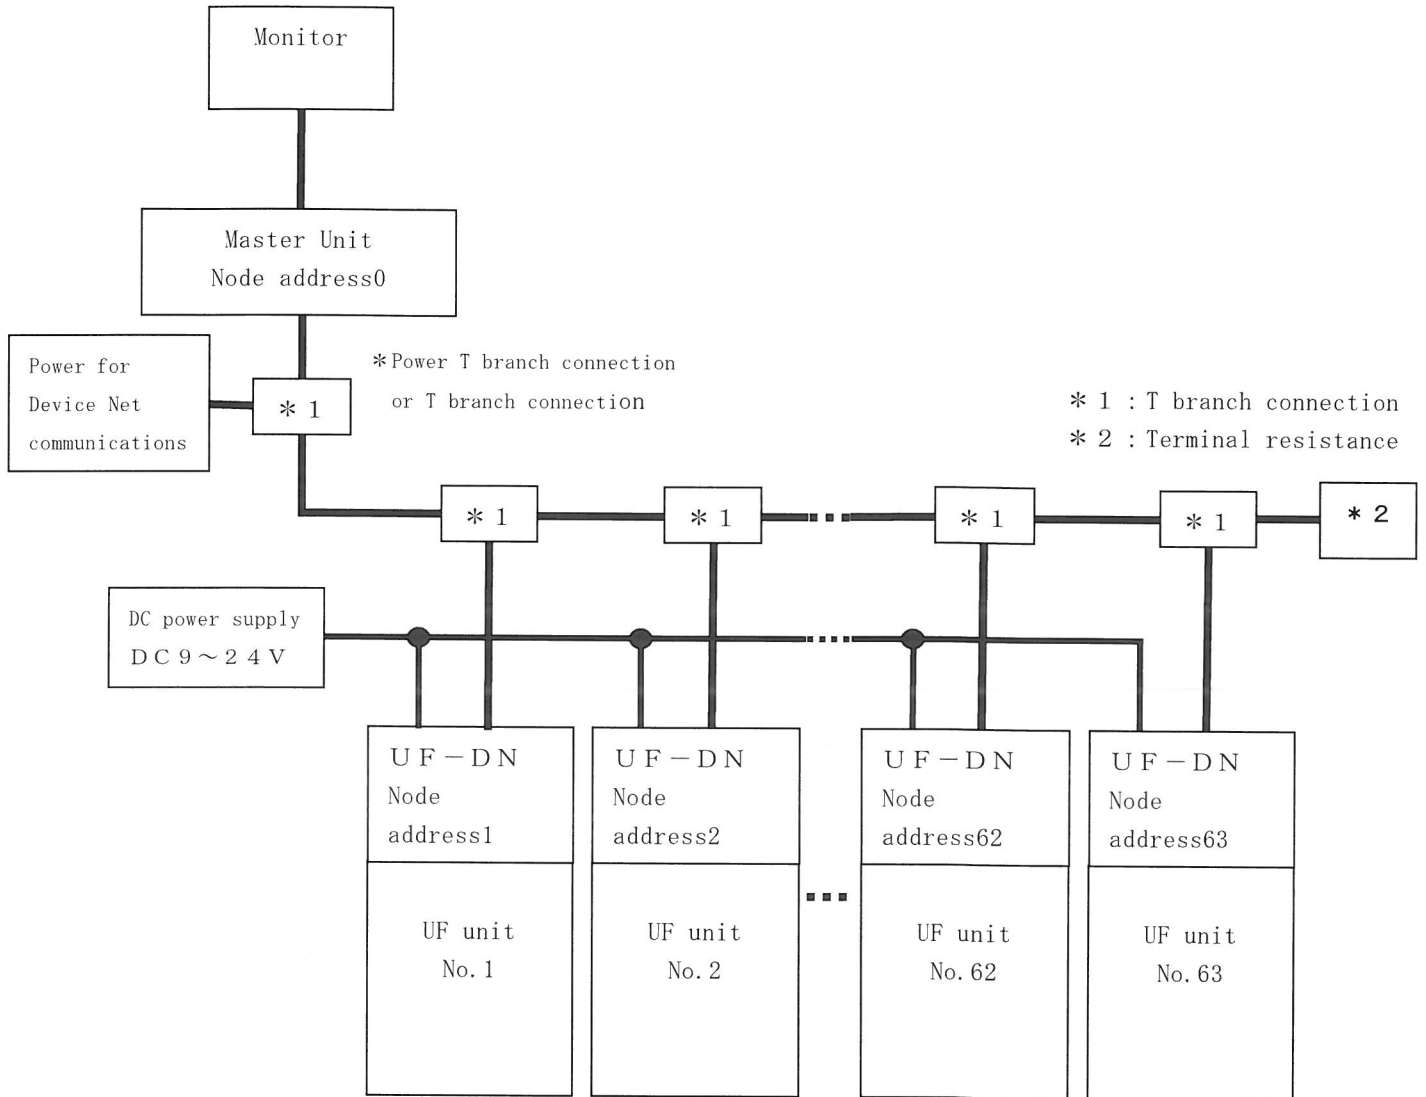 Monitor
Master Unit
Node address0
Power for
Device Net
communications
＊1
＊Power T branch connection
or T branch connection
＊1 : T branch connection
＊2 : Terminal resistance
＊1
＊1
＊1
＊1
＊2
DC power supply
ＤＣ９～２４Ｖ
ＵＦ－ＤＮ
Node
address1
ＵＦ－ＤＮ
Node
address2
ＵＦ－ＤＮ
Node
address62
ＵＦ－ＤＮ
Node
address63
UF unit
No.1
UF unit
No.2
UF unit
No.62
UF unit
No.63